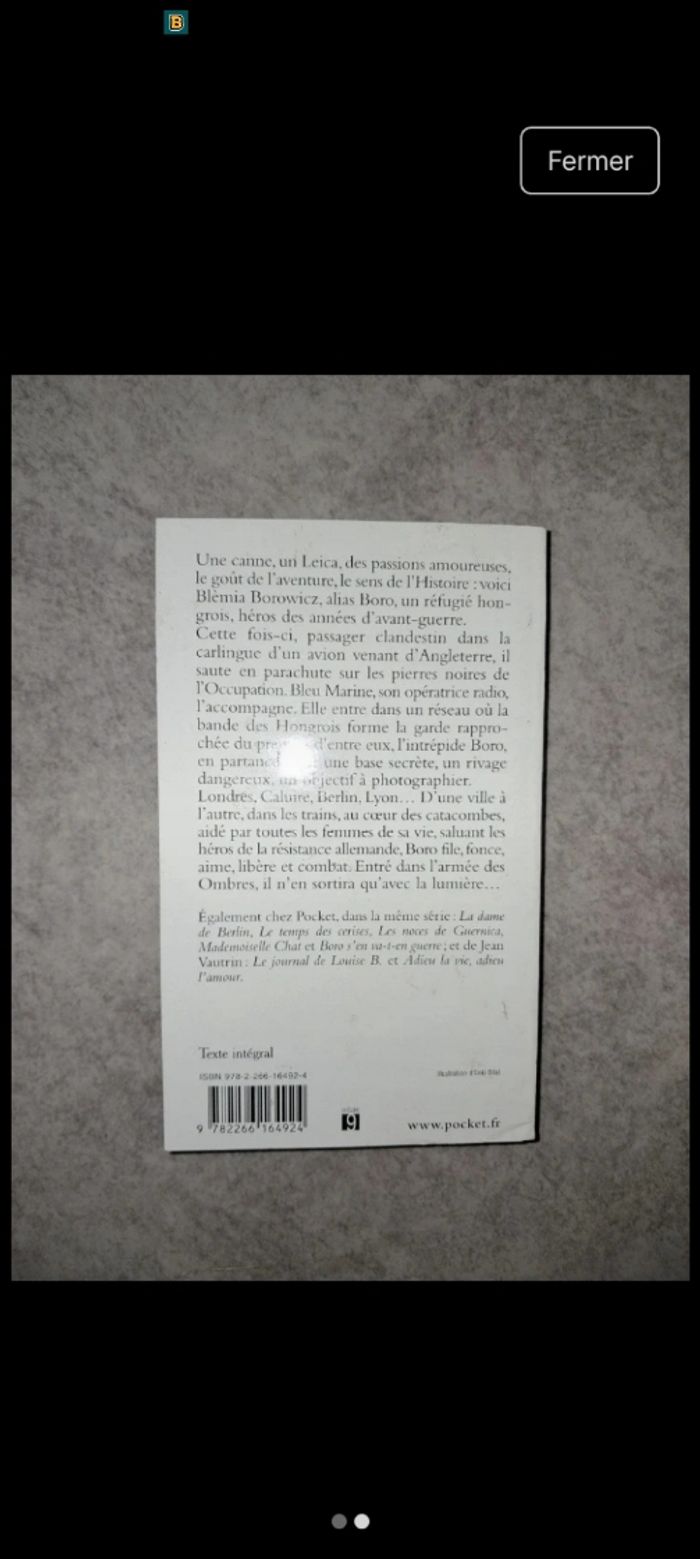 B
Fermer
Une canne, un Leica, des passions amoureuses,
le goût de l'aventure, le sens de l'Histoire : voici
Blèmia Borowicz, alias Boro, un réfugié hon-
grois, héros des années d'avant-guerre.
Cette fois-ci, passager clandestin dans la
carlingue d'un avion venant d'Angleterre, il
saute en parachute sur les pierres noires de
l'Occupation. Bleu Marine, son opératrice radio,
l'accompagne. Elle entre dans un réseau où la
bande des Hongrois forme la garde rappro-
chée du d'entre eux, l'intrépide Boro,
en une base secrète, un rivage
dangereux, un objectif à photographier.
Londres, Caluire, Berlin, Lyon... D'une ville à
l'autre, dans les trains, au cœur des catacombes,
aidé par toutes les femmes de sa vie, saluant les
héros de la résistance allemande, Boro file, fonce,
aime, libère et combat. Entré dans l'armée des
Ombres, il n'en sortira qu'avec la lumière...
Également chez Pocket, dans la même série : La dame
de Berlin, Le temps des cerises, Les noces de Guernica,
Mademoiselle Chat et Boro s'en va-t-en guerre ; et de Jean
Vautrin : Le journal de Louise B. et Adieu la vie, adieu
l'amour.
Texte intégral
ISBN 978-2-266-16492-4
Illustration d'Enki Bilal
9 782266 164924
9
www.pocket.fr